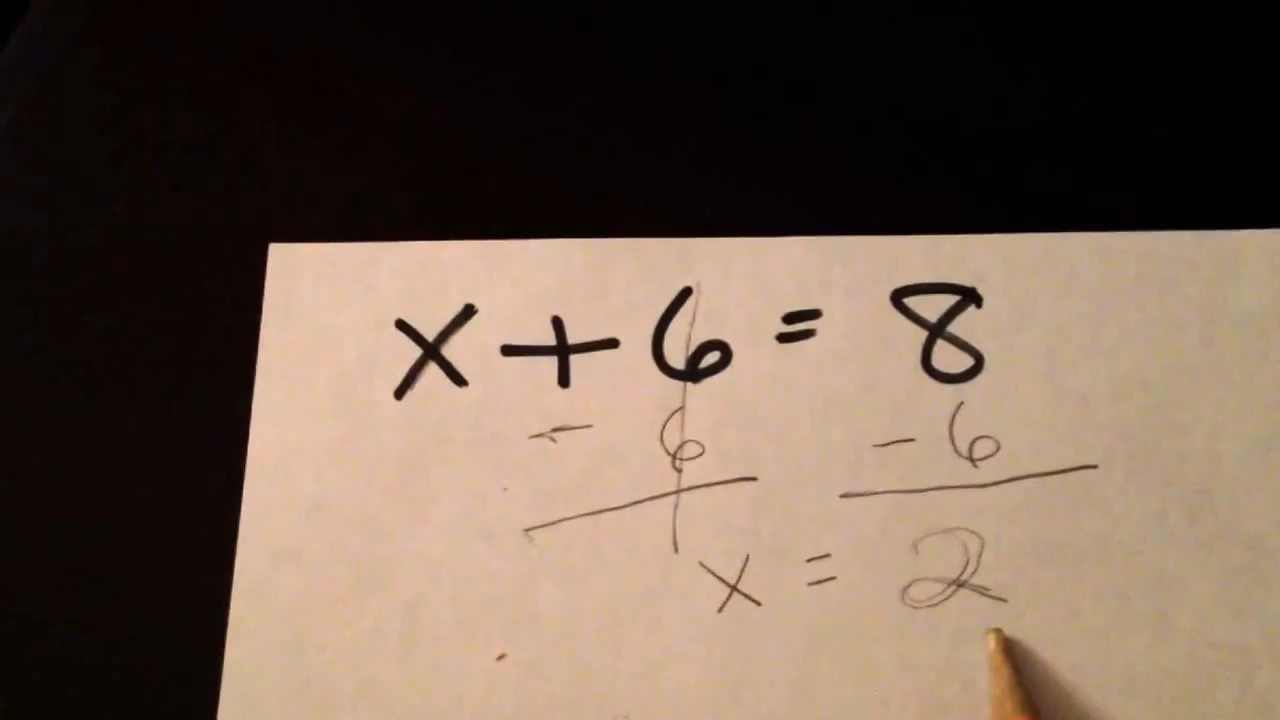 x + 6 = 8
- 6 - 6
x = 2